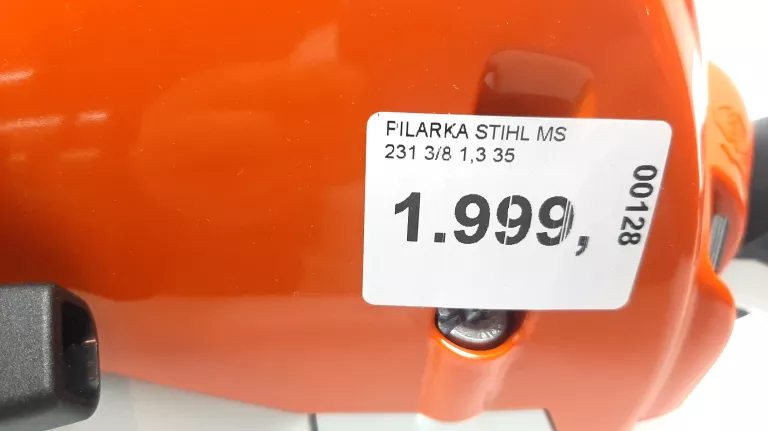 PILARKA STIHL MS
231 3/8 1,3 35
1.999,
00128